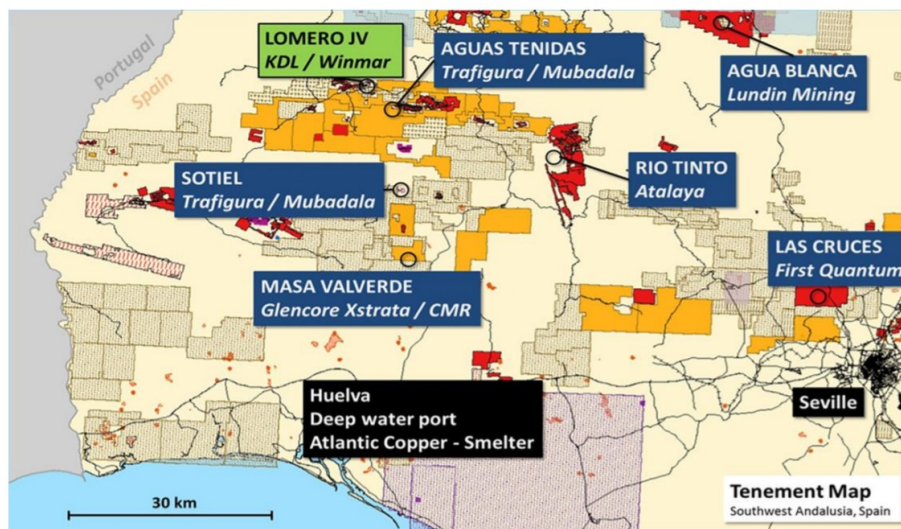 LOMERO JV
KDL / Winmar
AGUAS TENIDAS
Trafigura / Mubadala
AGUA BLANCA
Lundin Mining
Portugal
Spain
SOTIEL
Trafigura / Mubadala
RIO TINTO
Atalaya
LAS CRUCES
First Quantum
MASA VALVERDE
Glencore Xstrata / CMR
Huelva
Deep water port
Atlantic Copper - Smelter
Seville
30 km
Tenement Map
Southwest Andalusia, Spain